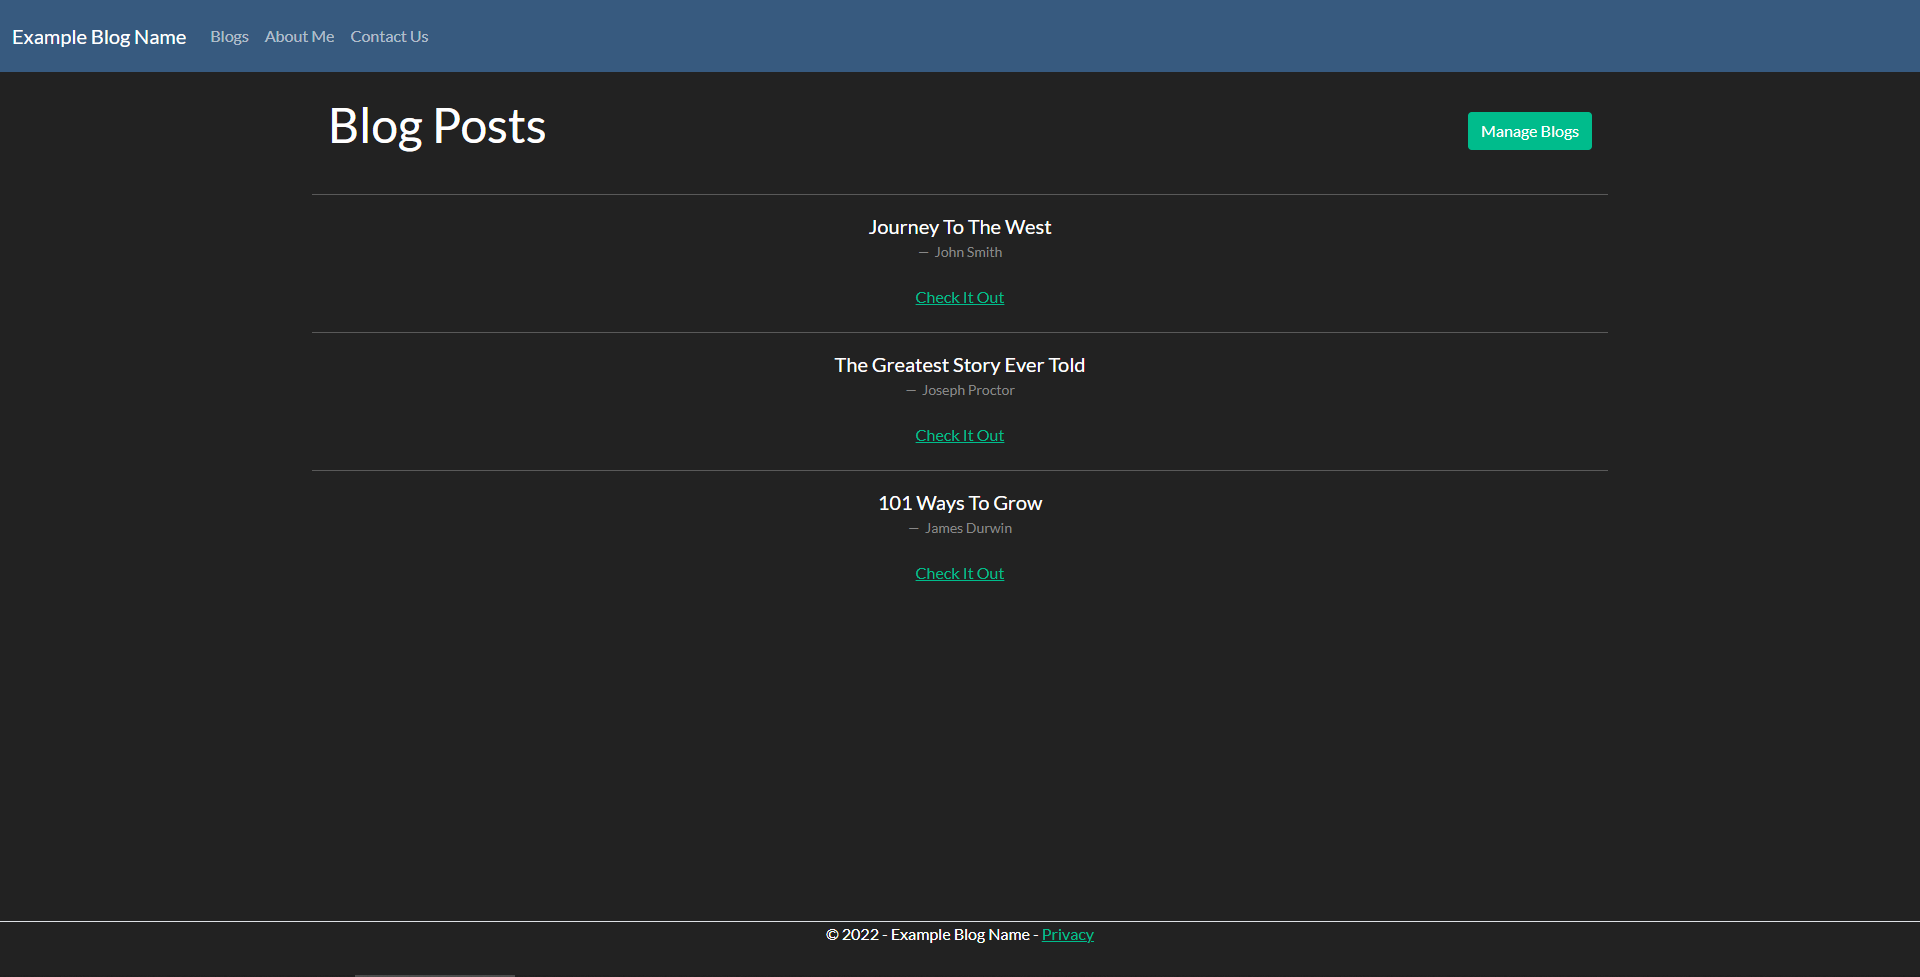 Example Blog Name Blogs About Me Contact Us
Blog Posts
Manage Blogs
Journey To The West
— John Smith
Check It Out
The Greatest Story Ever Told
— Joseph Proctor
Check It Out
101 Ways To Grow
— James Durwin
Check It Out
© 2022 - Example Blog Name - Privacy